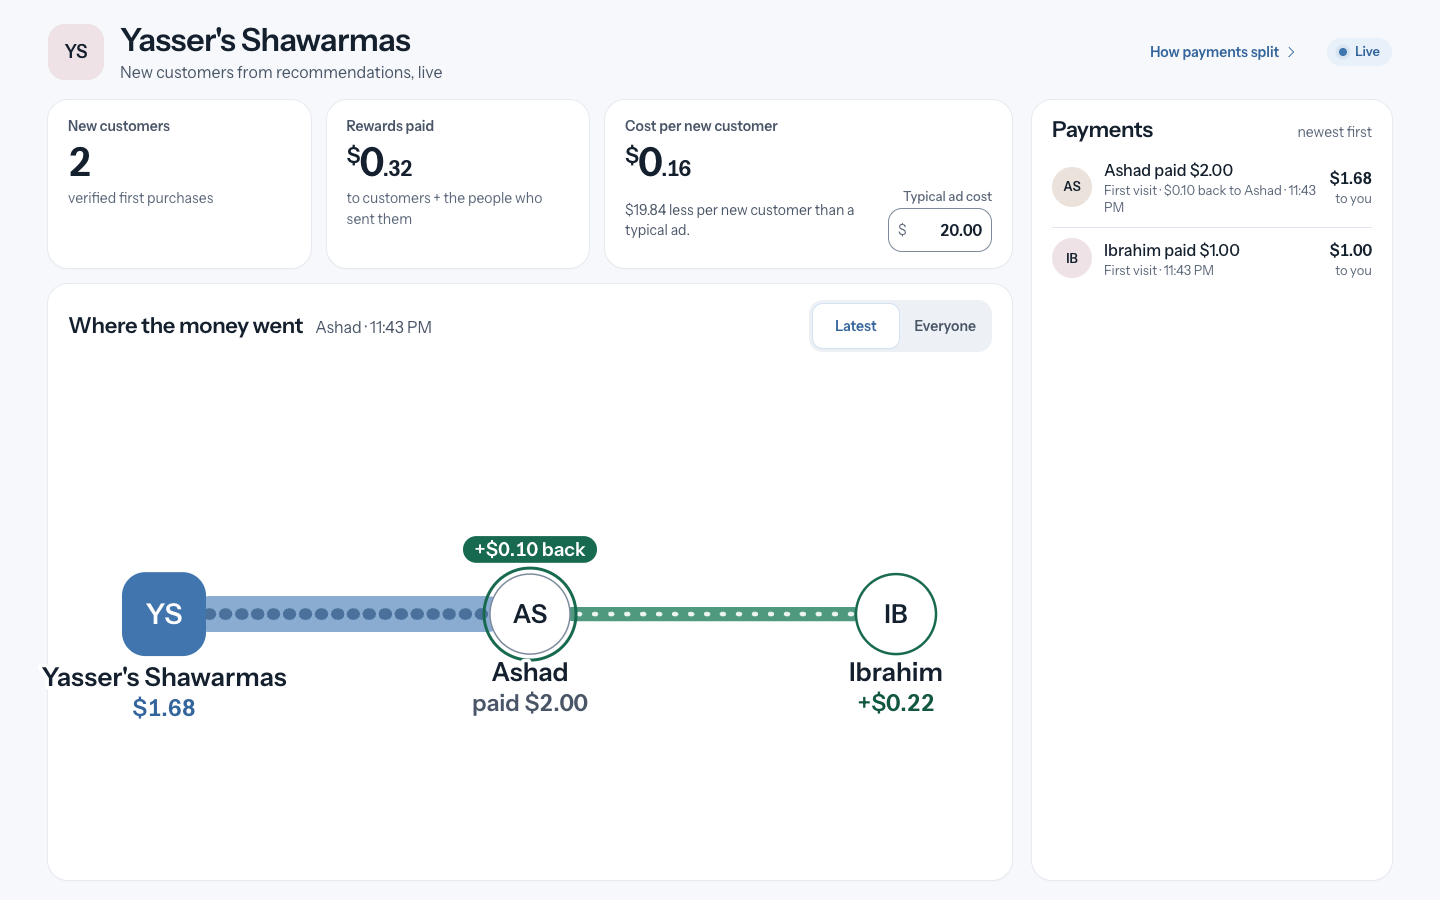 YS
Yasser's Shawarmas
New customers from recommendations, live
How payments split
Live
New customers
2
verified first purchases
Rewards paid
$0.32
to customers + the people who
sent them
Cost per new customer
$0.16
$19.84 less per new customer than a
typical ad.
Typical ad cost
$ 20.00
Payments
newest first
AS
Ashad paid $2.00
First visit · $0.10 back to Ashad · 11:43
PM
$1.68
to you
IB
Ibrahim paid $1.00
First visit · 11:43 PM
$1.00
to you
Where the money went
Ashad · 11:43 PM
Latest
Everyone
+$0.10 back
YS
AS
IB
Yasser's Shawarmas
$1.68
Ashad
paid $2.00
Ibrahim
+$0.22